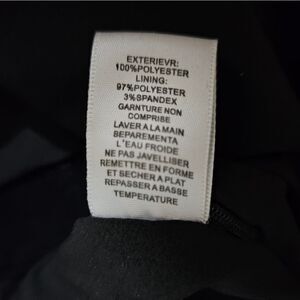 EXTERIEVR:
100%POLYESTER
LINING:
97%POLYESTER
3%SPANDEX
GARNTURE NON
COMPRISE
LAVER A LA MAIN
BEPAREMENTA
L'EAU FROIDE
NE PAS JAVELLISER
REMETTRE EN FORME
ET SECHER A PLAT
REPASSER A BASSE
TEMPERATURE